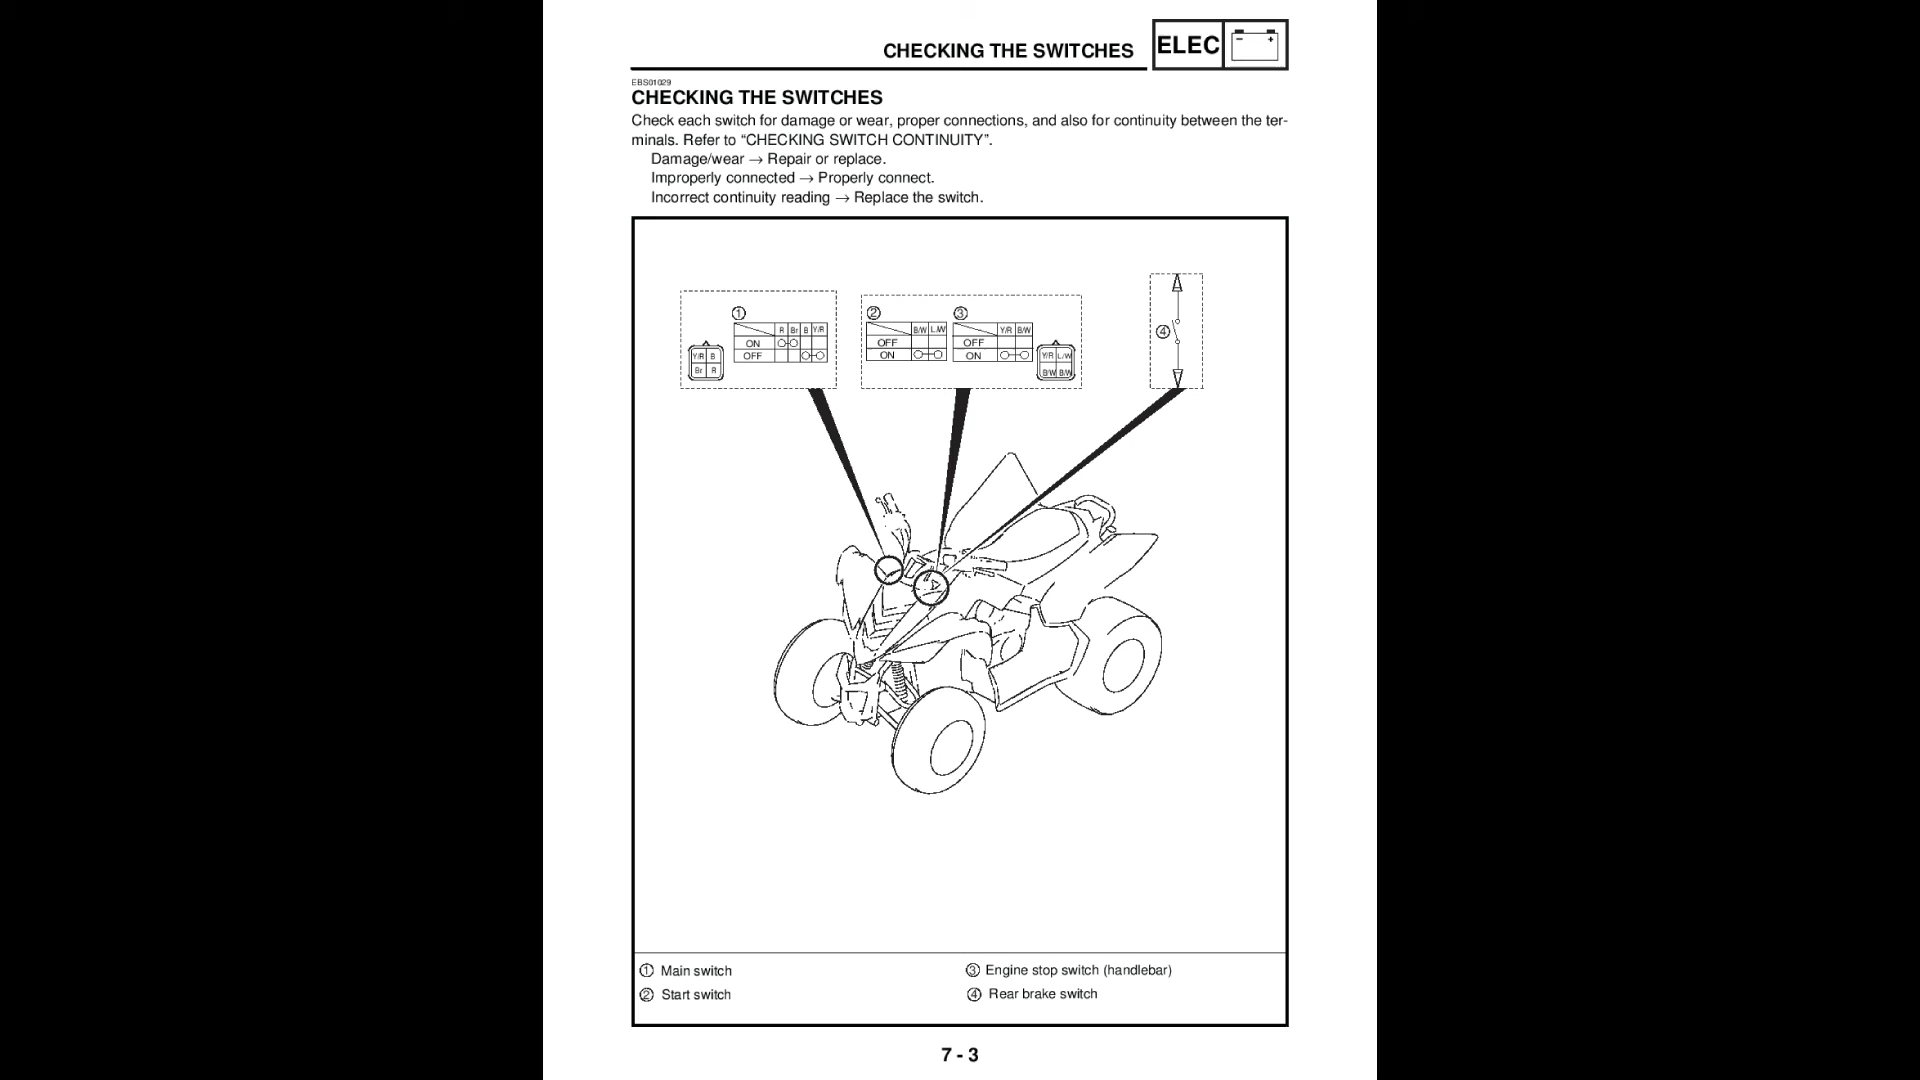 CHECKING THE SWITCHES
ELEC
– +
EBS01029
CHECKING THE SWITCHES
Check each switch for damage or wear, proper connections, and also for continuity between the ter-
minals. Refer to “CHECKING SWITCH CONTINUITY”.
Damage/wear → Repair or replace.
Improperly connected → Properly connect.
Incorrect continuity reading → Replace the switch.
①
R Br B Y/R
ON
OFF
Y/R B
Br R
②
B/W L/W
OFF
ON
③
Y/R B/W
OFF
ON
Y/R L/W
B/W B/W
④
① Main switch
② Start switch
③ Engine stop switch (handlebar)
④ Rear brake switch
7 - 3